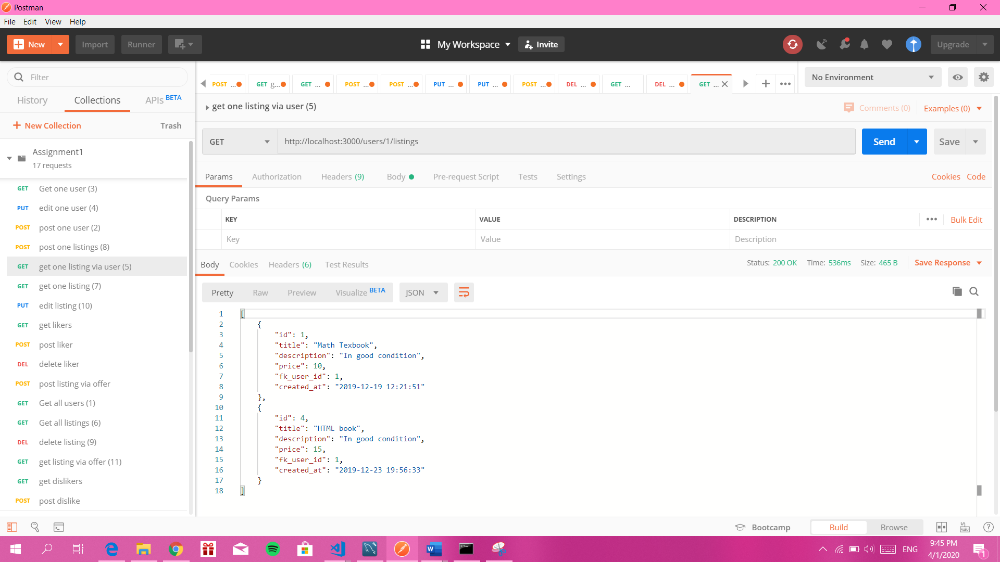 Postman
File Edit View Help
New Import Runner My Workspace Invite Upgrade
Filter
History Collections APIs BETA
New Collection Trash
Assignment1
17 requests
GET Get one user (3)
PUT edit one user (4)
POST post one user (2)
POST post one listings (8)
GET get one listing via user (5)
GET get one listing (7)
PUT edit listing (10)
GET get likers
POST post liker
DEL delete liker
POST post listing via offer
GET Get all users (1)
GET Get all listings (6)
DEL delete listing (9)
GET get listing via offer (11)
GET get dislikers
POST post dislike
POST ... GET g... GET ... POST ... POST ... PUT ... PUT ... POST ... DEL ... GET ... DEL ... GET ...
No Environment
get one listing via user (5)
Comments (0) Examples (0)
GET http://localhost:3000/users/1/listings Send Save
Params Authorization Headers (9) Body Pre-request Script Tests Settings Cookies Code
Query Params
KEY VALUE DESCRIPTION ••• Bulk Edit
Key Value Description
Body Cookies Headers (6) Test Results Status: 200 OK Time: 536ms Size: 465 B Save Response
Pretty Raw Preview Visualize BETA JSON
1 [
2 {
3 "id": 1,
4 "title": "Math Texbook",
5 "description": "In good condition",
6 "price": 10,
7 "fk_user_id": 1,
8 "created_at": "2019-12-19 12:21:51"
9 },
10 {
11 "id": 4,
12 "title": "HTML book",
13 "description": "In good condition",
14 "price": 15,
15 "fk_user_id": 1,
16 "created_at": "2019-12-23 19:56:33"
17 }
18 ]
Bootcamp Build Browse
ENG
9:45 PM
4/1/2020
1